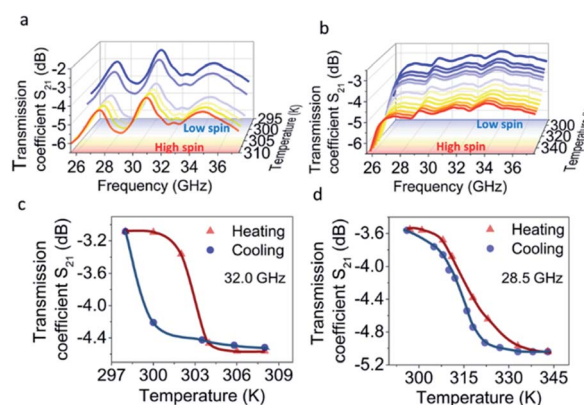 a
Transmission
coefficient S21 (dB)
-2
-3
-4
-5
-4
-5
-6
Low spin
High spin
295
300
305
310
Temperature (K)
26 28 30 32 34 36
Frequency (GHz)
b
Transmission
coefficient S21 (dB)
-3
-4
-5
-6
Low spin
High spin
300
320
340
26 28 30 32 34 36
Frequency (GHz)
c
Transmission
coefficient S21 (dB)
-3.2
-3.6
-4.0
-4.4
Heating
Cooling
32.0 GHz
297 300 303 306 309
Temperature (K)
d
Transmission
coefficient S21 (dB)
-3.6
-4.0
-4.4
-4.8
-5.2
Heating
Cooling
28.5 GHz
300 315 330 345
Temperature (K)